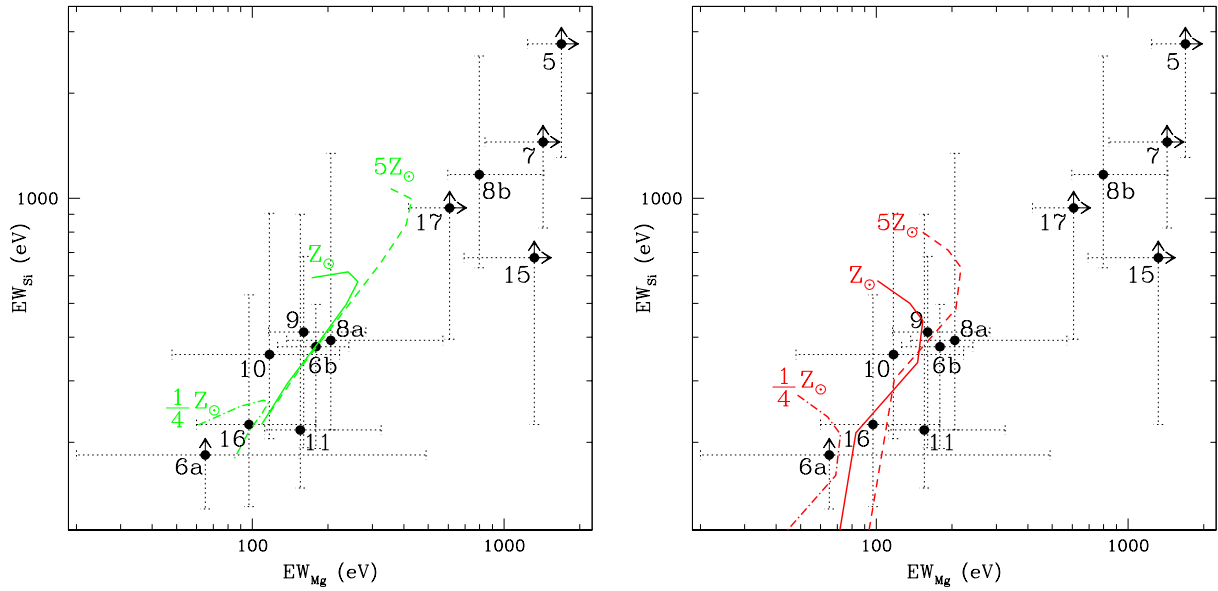 5
7
8b
17
15
5Z☉
Z☉
1/4 Z☉
9
8a
6b
10
16
11
6a
1000
100
1000
EW_Si (eV)
EW_Mg (eV)
5
7
8b
17
15
5Z☉
Z☉
1/4 Z☉
9
8a
6b
10
16
11
6a
1000
100
1000
EW_Si (eV)
EW_Mg (eV)